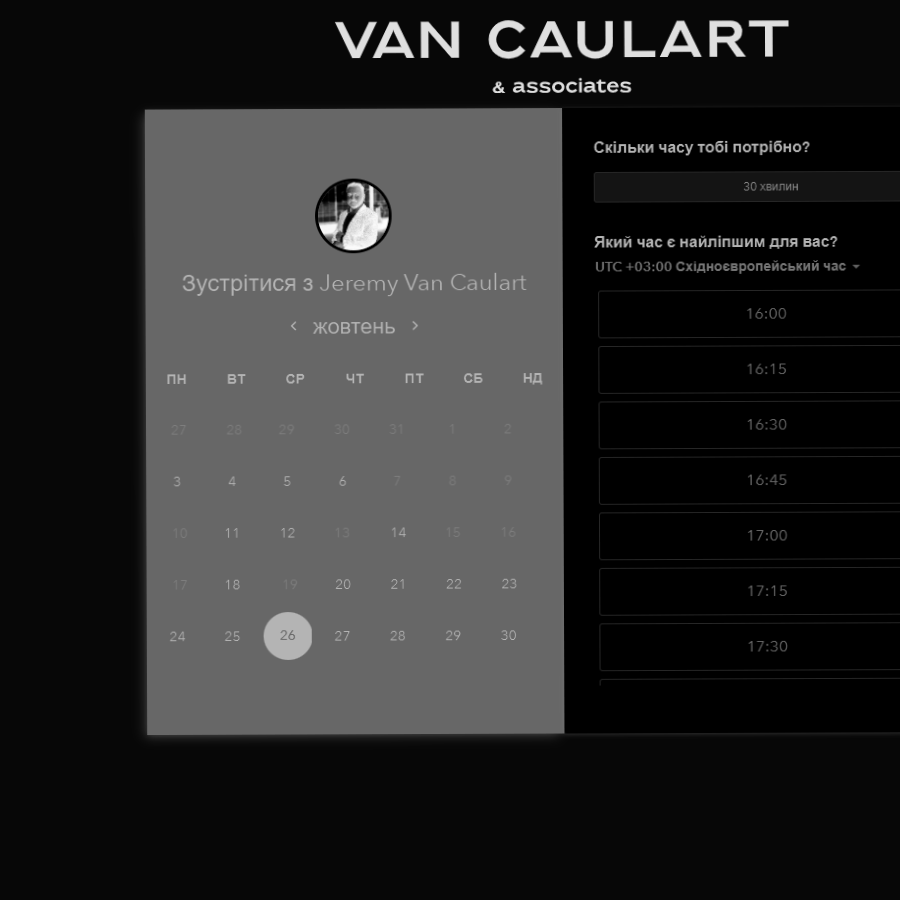 VAN CAULART
& associates
Зустрітися з Jeremy Van Caulart
жовтень
ПН ВТ СР ЧТ ПТ СБ НД
27 28 29 30 31 1 2
3 4 5 6 7 8 9
10 11 12 13 14 15 16
17 18 19 20 21 22 23
24 25 26 27 28 29 30
Скільки часу тобі потрібно?
30 хвилин
Який час є найліпшим для вас?
UTC +03:00 Східноєвропейський час
16:00
16:15
16:30
16:45
17:00
17:15
17:30